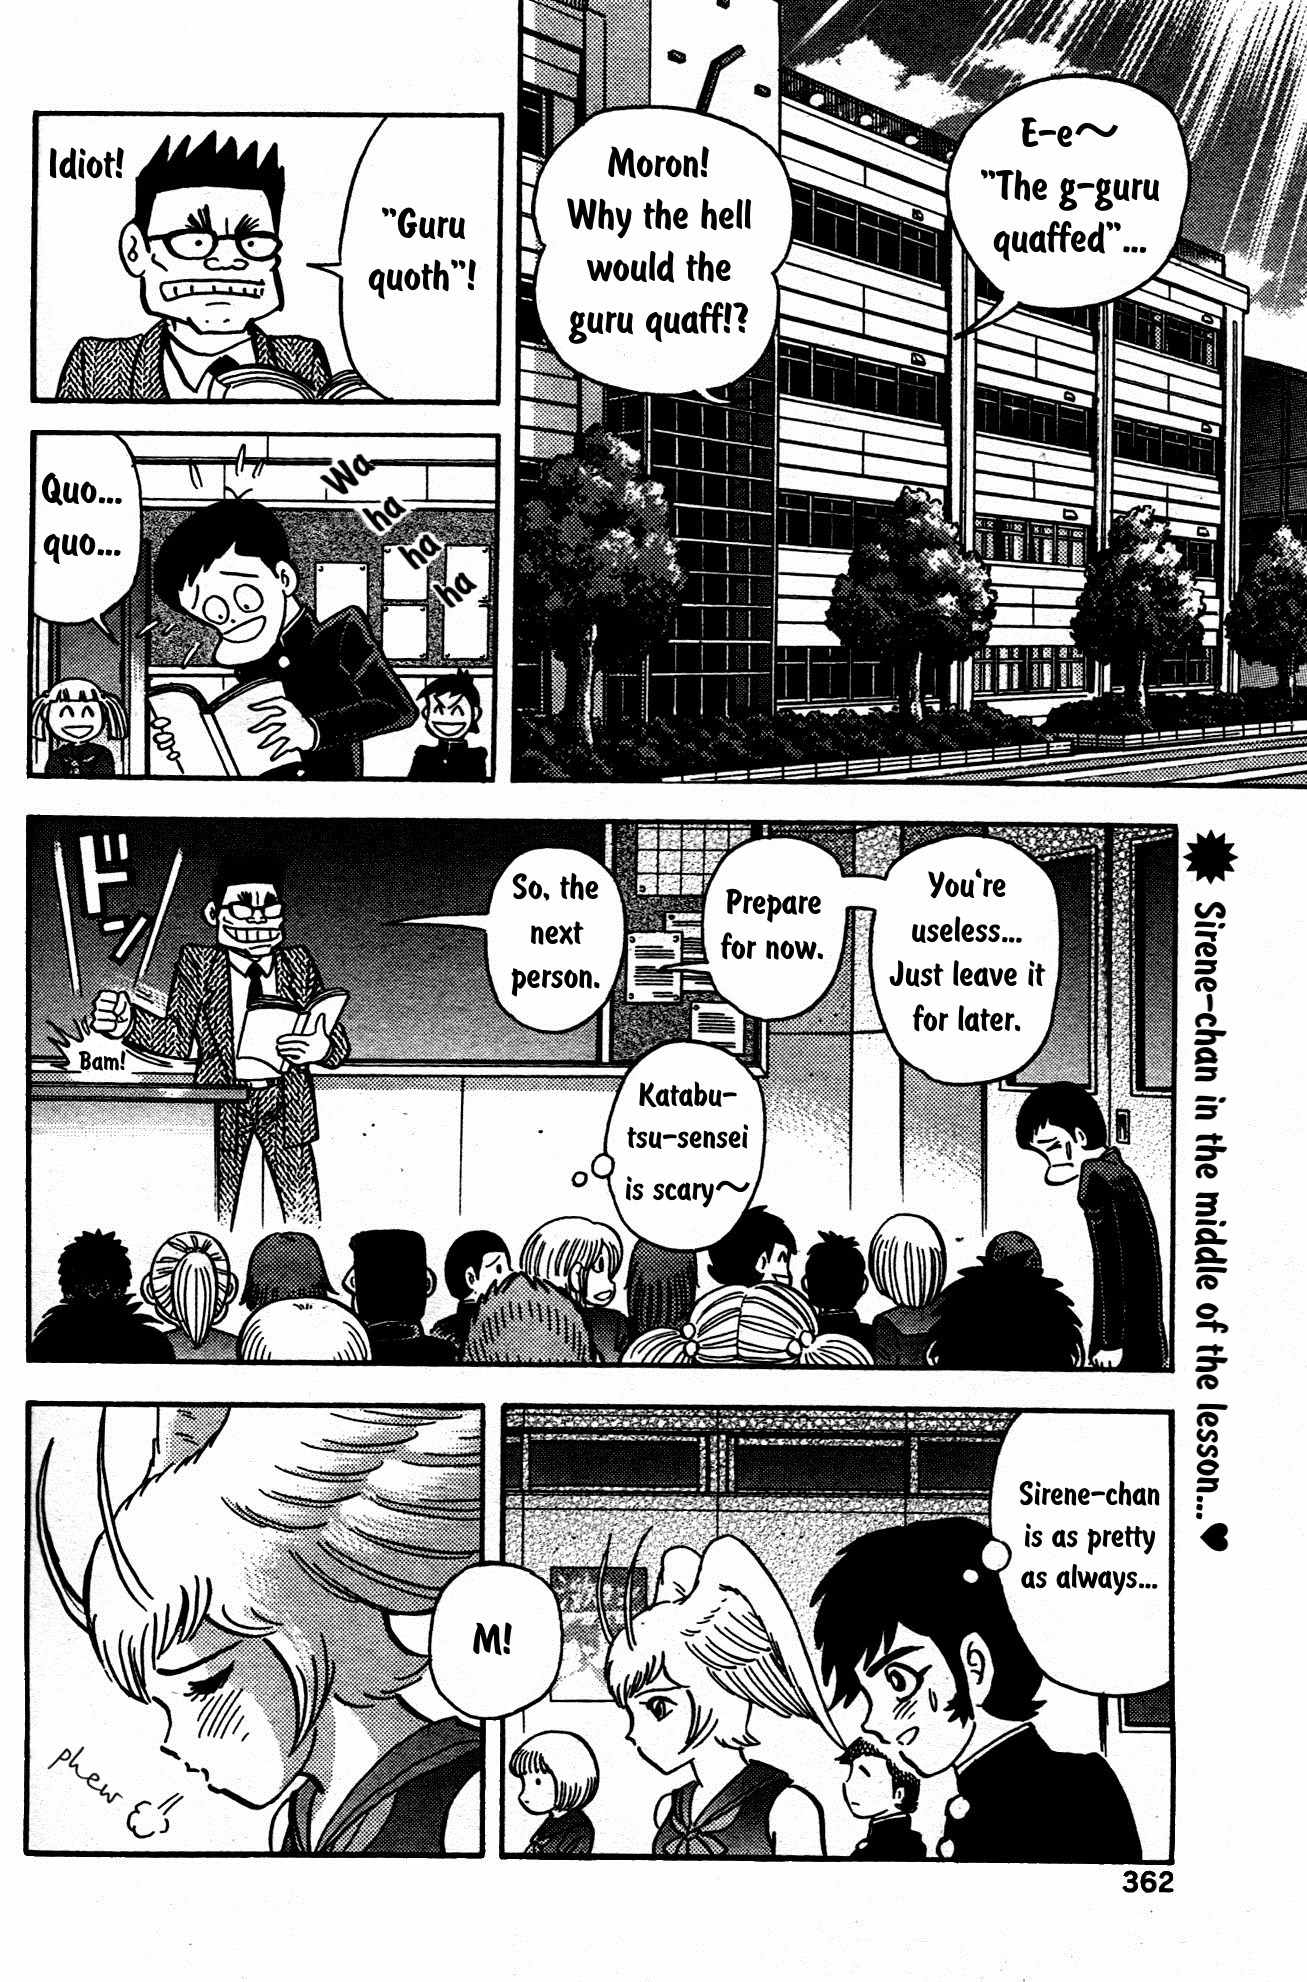 E-e～
"The g-guru
quaffed"...
Moron!
Why the hell
would the
guru quaff!?
Idiot!
"Guru
quoth"!
Quo...
quo...
Wa
ha
ha
ha
You're
useless...
Just leave it
for later.
Prepare
for now.
So, the
next
person.
ドン
Bam!
Katabu-
tsu-sensei
is scary～
Sirene-chan in the middle of the lesson...♥
Sirene-chan
is as pretty
as always...
M!
phew
362